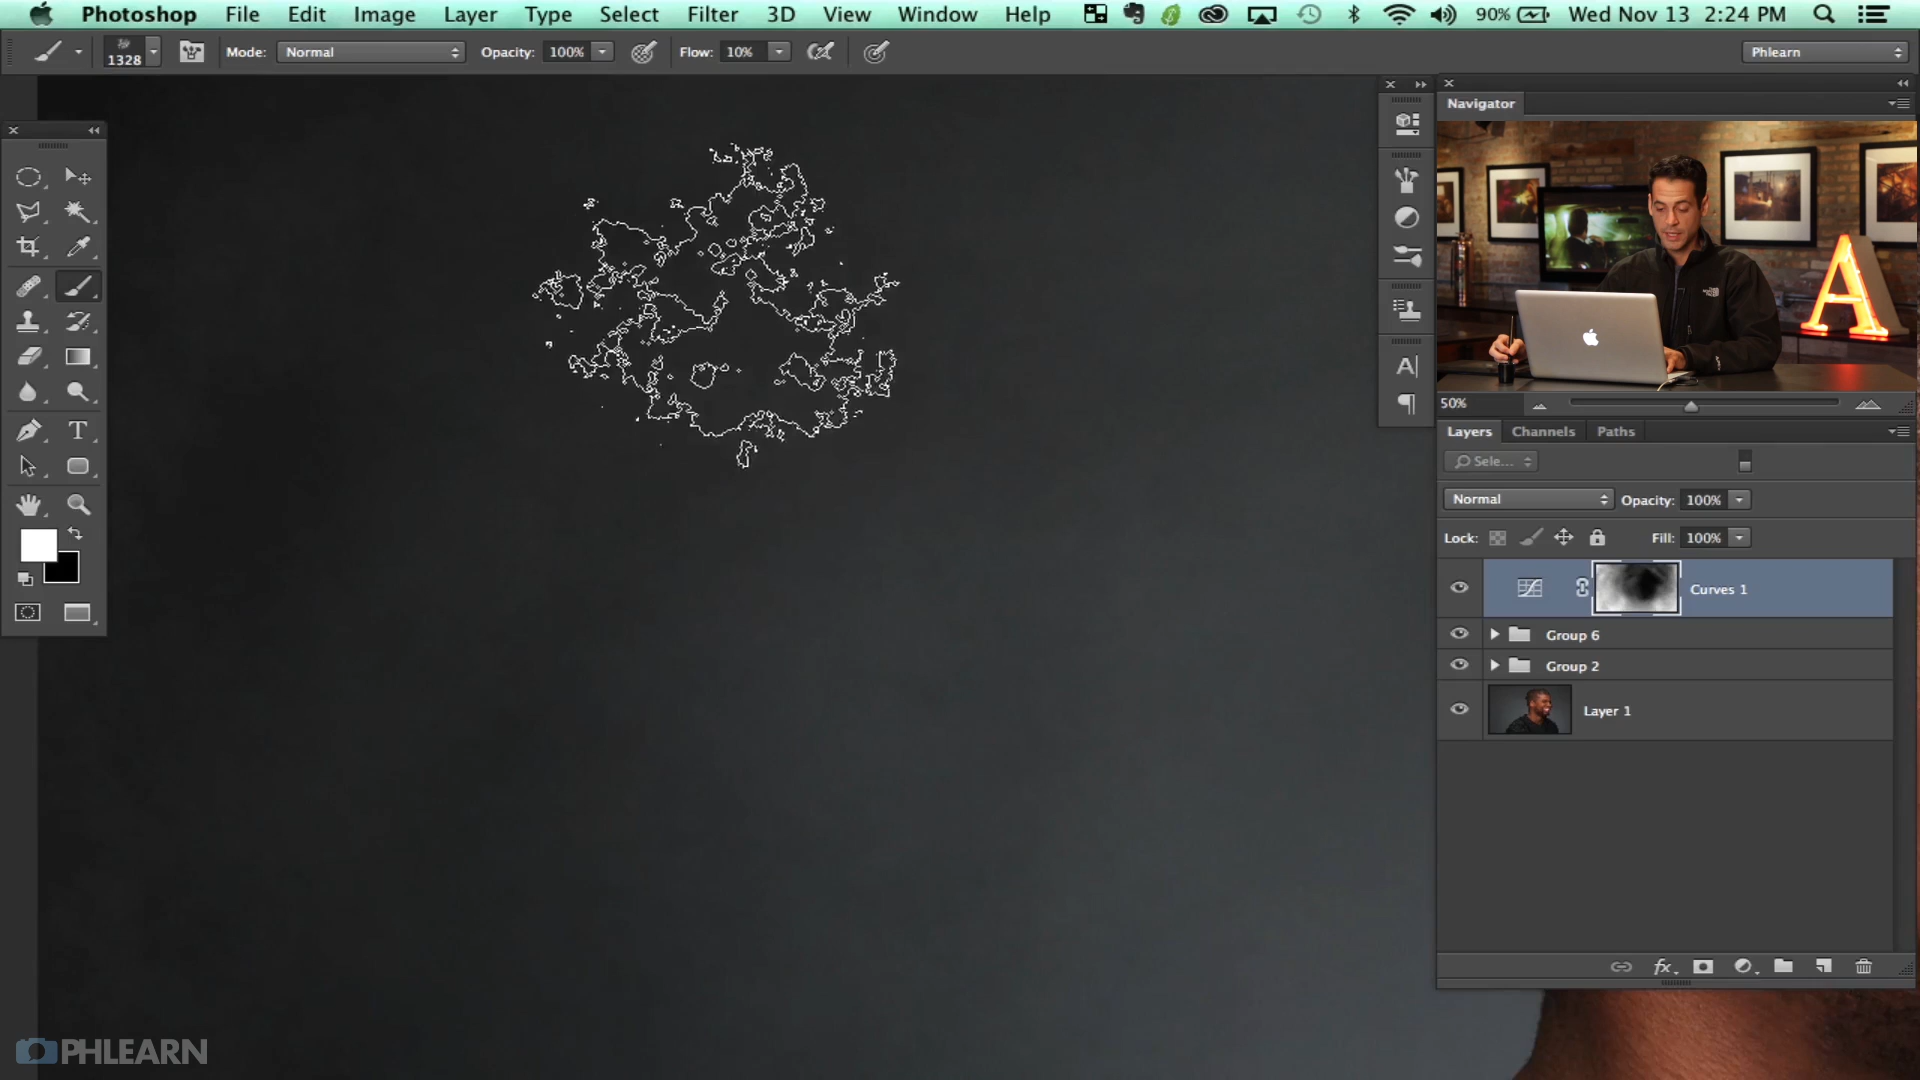 Photoshop File Edit Image Layer Type Select Filter 3D View Window Help 90% Wed Nov 13 2:24 PM
1328 Mode: Normal Opacity: 100% Flow: 10% Phlearn
Navigator
A
50%
Layers Channels Paths
Sele...
Normal Opacity: 100%
Lock: Fill: 100%
Curves 1
Group 6
Group 2
Layer 1
fx
T
A|
PHLEARN